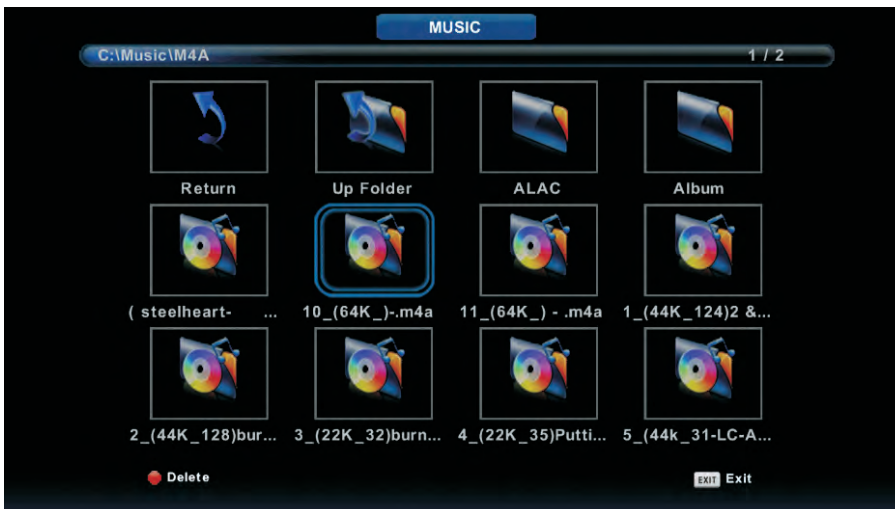 MUSIC
C:\Music\M4A 1 / 2
Return Up Folder ALAC Album
( steelheart- ... 10_(64K_)-.m4a 11_(64K_) - .m4a 1_(44K_124)2 &...
2_(44K_128)bur... 3_(22K_32)burn... 4_(22K_35)Putti... 5_(44k_31-LC-A...
Delete EXIT Exit